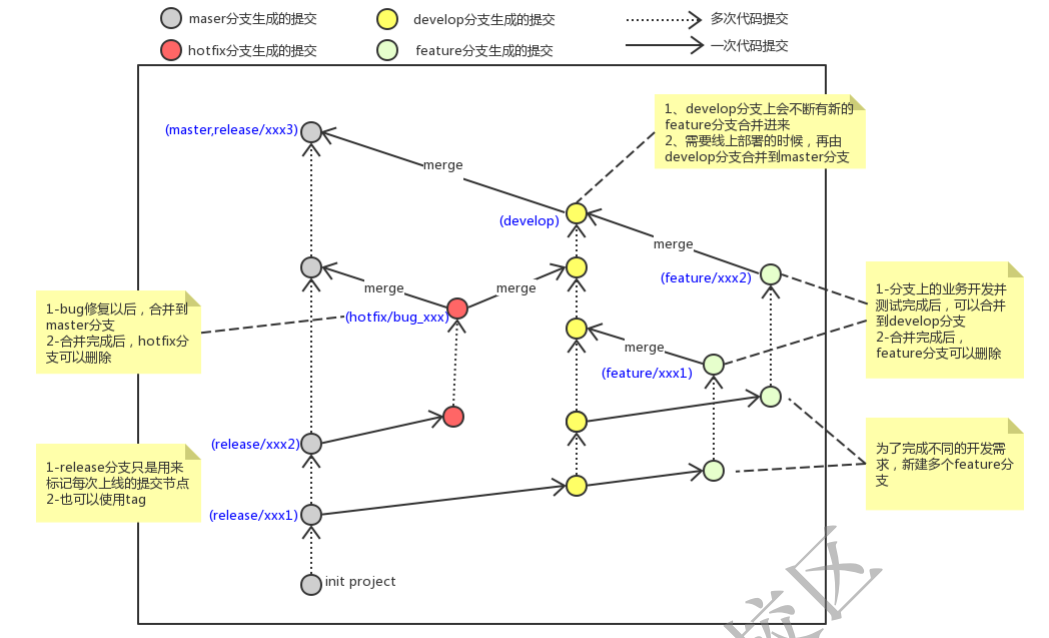 maser分支生成的提交
develop分支生成的提交
多次代码提交
hotfix分支生成的提交
feature分支生成的提交
一次代码提交
1、develop分支上会不断有新的
feature分支合并进来
2、需要线上部署的时候，再由
develop分支合并到master分支
(master,release/xxx3)
merge
(develop)
merge
(feature/xxx2)
merge
merge
1-分支上的业务开发并
测试完成后，可以合并
到develop分支
2-合并完成后，
feature分支可以删除
1-bug修复以后，合并到
master分支
2-合并完成后，hotfix分
支可以删除
(hotfix/bug_xxx)
merge
(feature/xxx1)
(release/xxx2)
为了完成不同的开发需
求，新建多个feature分
支
1-release分支只是用来
标记每次上线的提交节点
2-也可以使用tag
(release/xxx1)
init project
校区